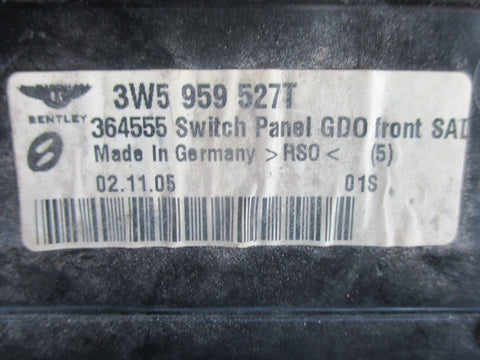 3W5 959 527T
BENTLEY
364555 Switch Panel GDO front SAD
8
Made In Germany >RSO< (5)
02.11.05 01S